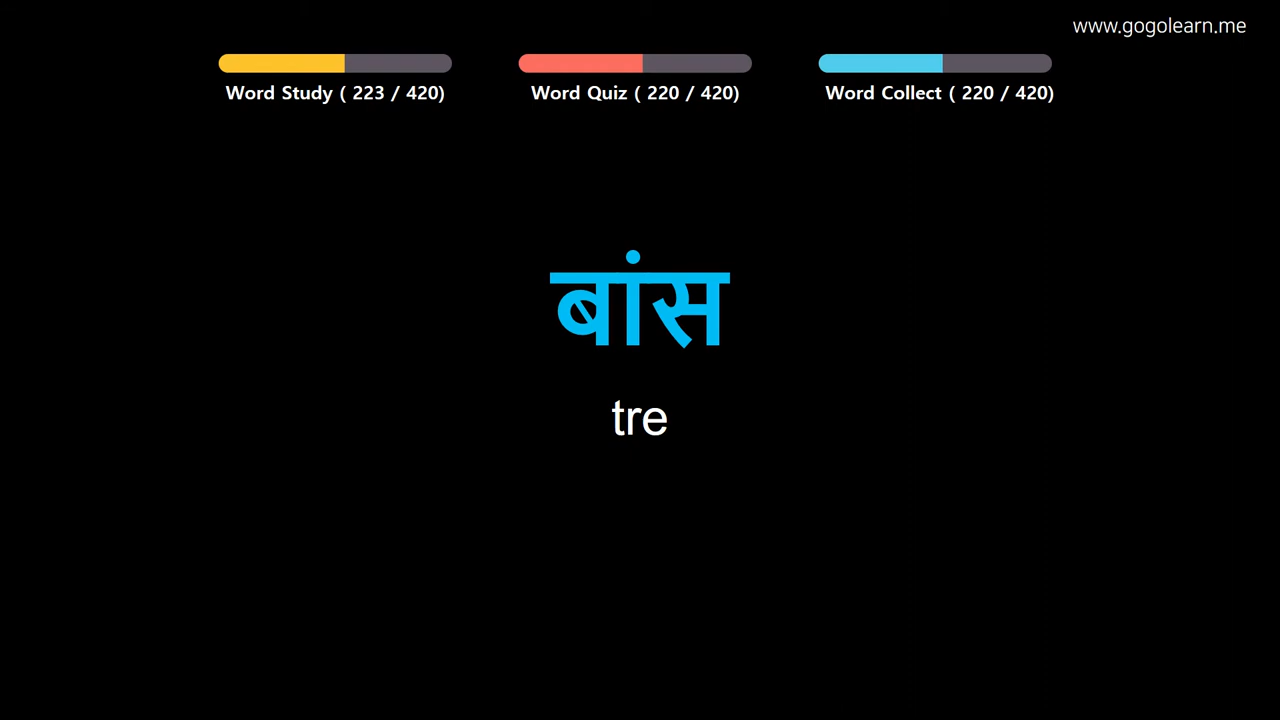 www.gogolearn.me
Word Study ( 223 / 420)
Word Quiz ( 220 / 420)
Word Collect ( 220 / 420)
बांस
tre